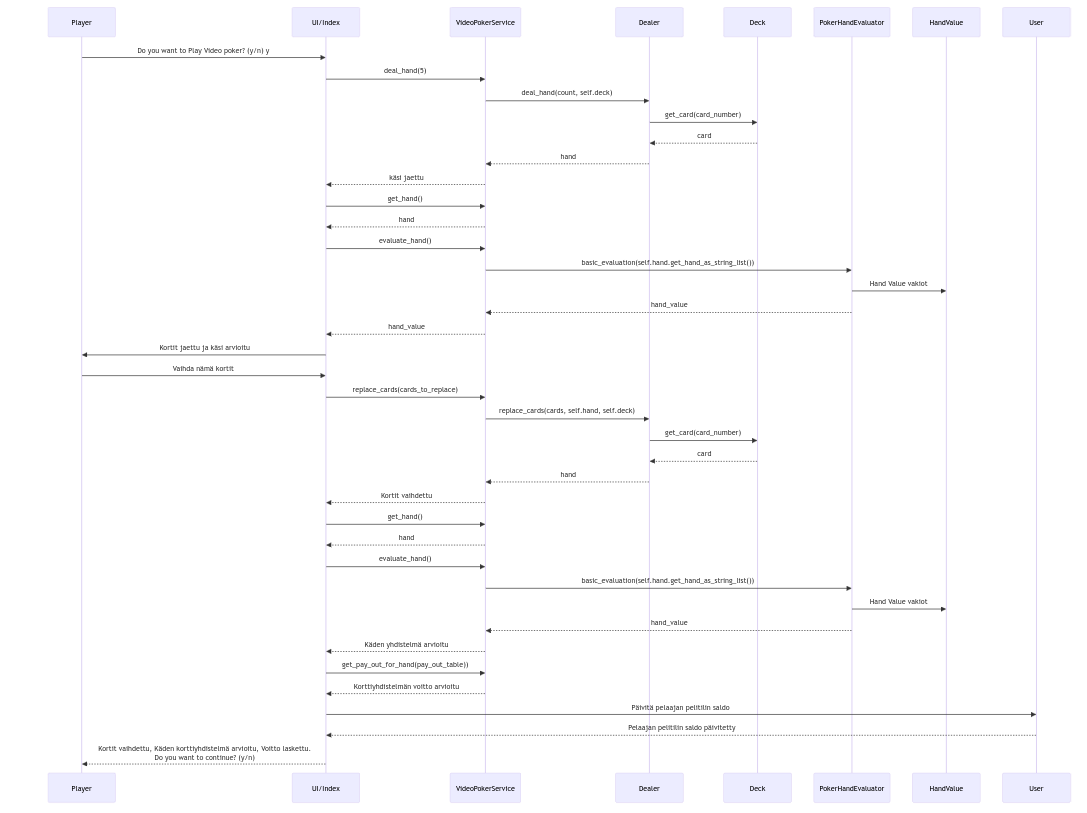 Player
UI/Index
VideoPokerService
Dealer
Deck
PokerHandEvaluator
HandValue
User
Do you want to Play Video poker? (y/n) y
deal_hand(5)
deal_hand(count, self.deck)
get_card(card_number)
card
hand
käsi jaettu
get_hand()
hand
evaluate_hand()
basic_evaluation(self.hand.get_hand_as_string_list())
Hand Value vakiot
hand_value
hand_value
Kortit jaettu ja käsi arvioitu
Vaihda nämä kortit
replace_cards(cards_to_replace)
replace_cards(cards, self.hand, self.deck)
get_card(card_number)
card
hand
Kortit vaihdettu
get_hand()
hand
evaluate_hand()
basic_evaluation(self.hand.get_hand_as_string_list())
Hand Value vakiot
hand_value
Käden yhdistelmä arvioitu
get_pay_out_for_hand(pay_out_table))
Korttiyhdistelmän voitto arvioitu
Päivitä pelaajan pelitilin saldo
Pelaajan pelitilin saldo päivitetty
Kortit vaihdettu, Käden korttiyhdistelmä arvioitu, Voitto laskettu.
Do you want to continue? (y/n)
Player
UI/Index
VideoPokerService
Dealer
Deck
PokerHandEvaluator
HandValue
User